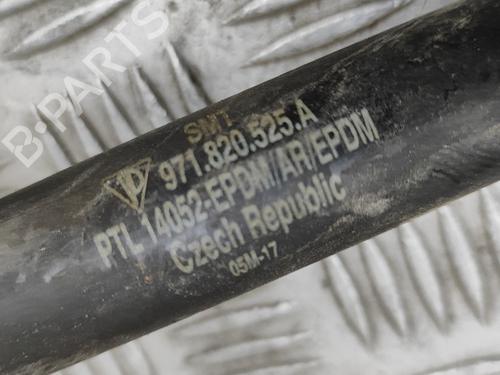 B-PARTS
SMT
971.820.525.A
PTL 14052-EPDM/AR/EPDM
Czech Republic
05M-17